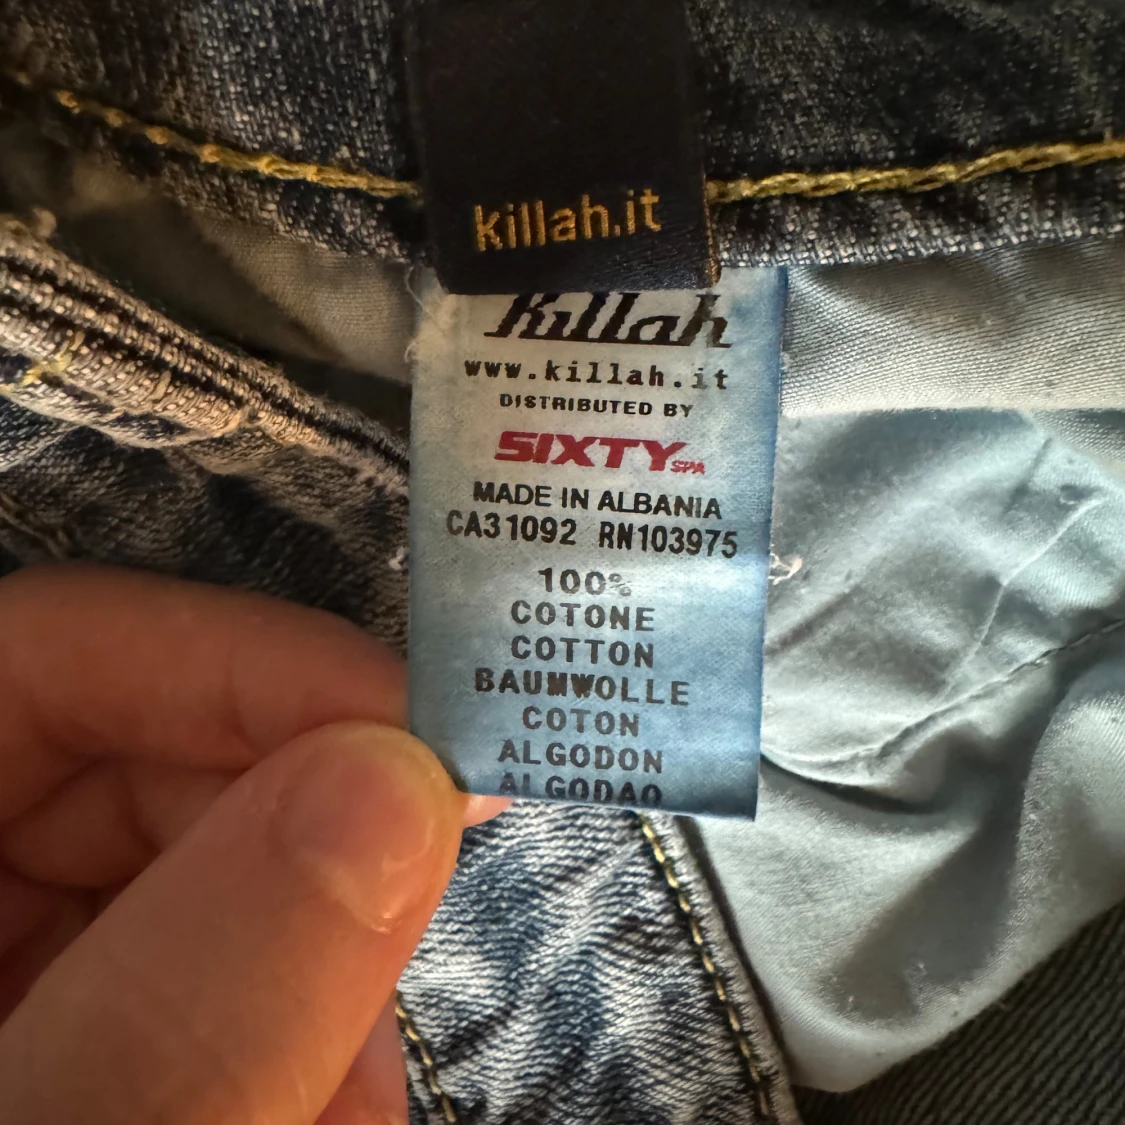 killah.it
Killah
www.killah.it
DISTRIBUTED BY
SIXTY SPA
MADE IN ALBANIA
CA31092 RN103975
100%
COTONE
COTTON
BAUMWOLLE
COTON
ALGODON
ALGODAO